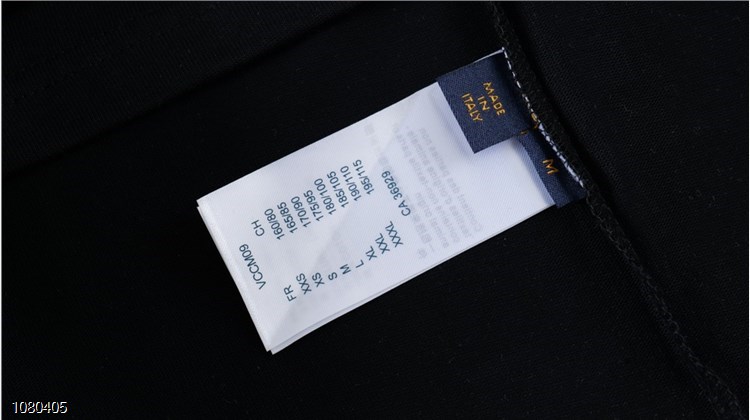 MADE
IN
ITALY
M
VCCM09
FR CH
XXS 160/80
XS 165/85
S 170/90
M 175/95
L 180/100
XL 185/105
XXL 190/110
XXXL 195/115
CA 36929
1080405